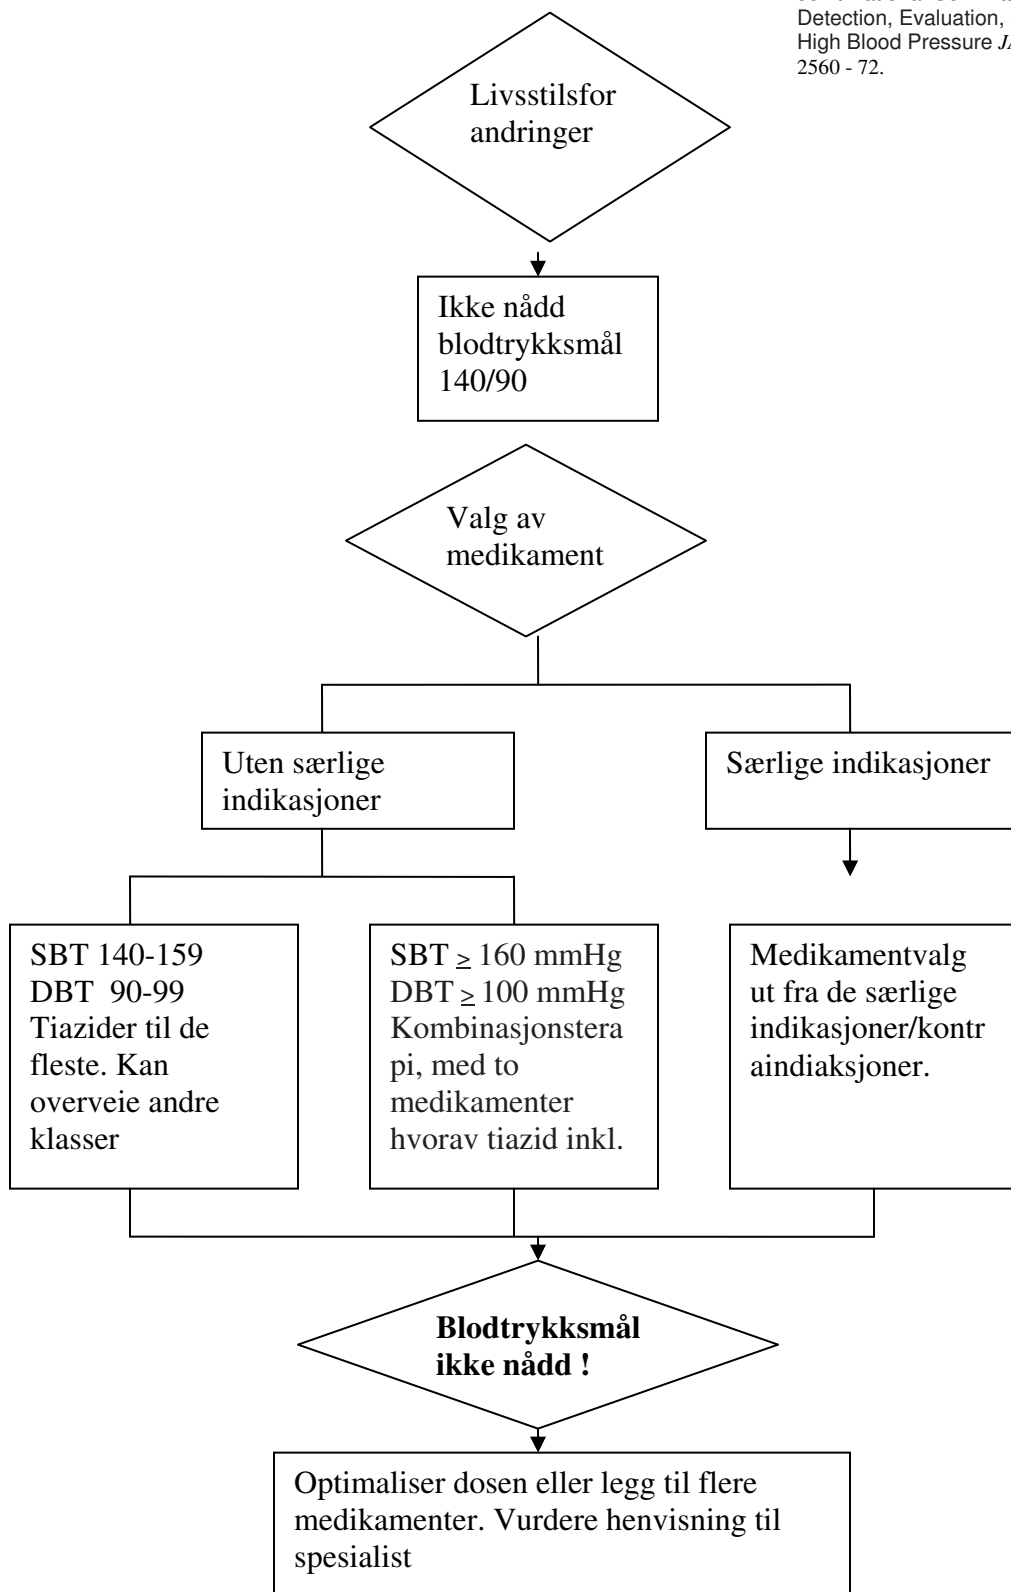 Detection, Evaluation,
High Blood Pressure
2560 - 72.
Livsstilsfor
andringer
Ikke nådd
blodtrykksmål
140/90
Valg av
medikament
Uten særlige
indikasjoner
Særlige indikasjoner
SBT 140-159
DBT 90-99
Tiazider til de
fleste. Kan
overveie andre
klasser
SBT ≥ 160 mmHg
DBT ≥ 100 mmHg
Kombinasjonstera
pi, med to
medikamenter
hvorav tiazid inkl.
Medikamentvalg
ut fra de særlige
indikasjoner/kontr
aindiaksjoner.
Blodtrykksmål
ikke nådd !
Optimaliser dosen eller legg til flere
medikamenter. Vurdere henvisning til
spesialist